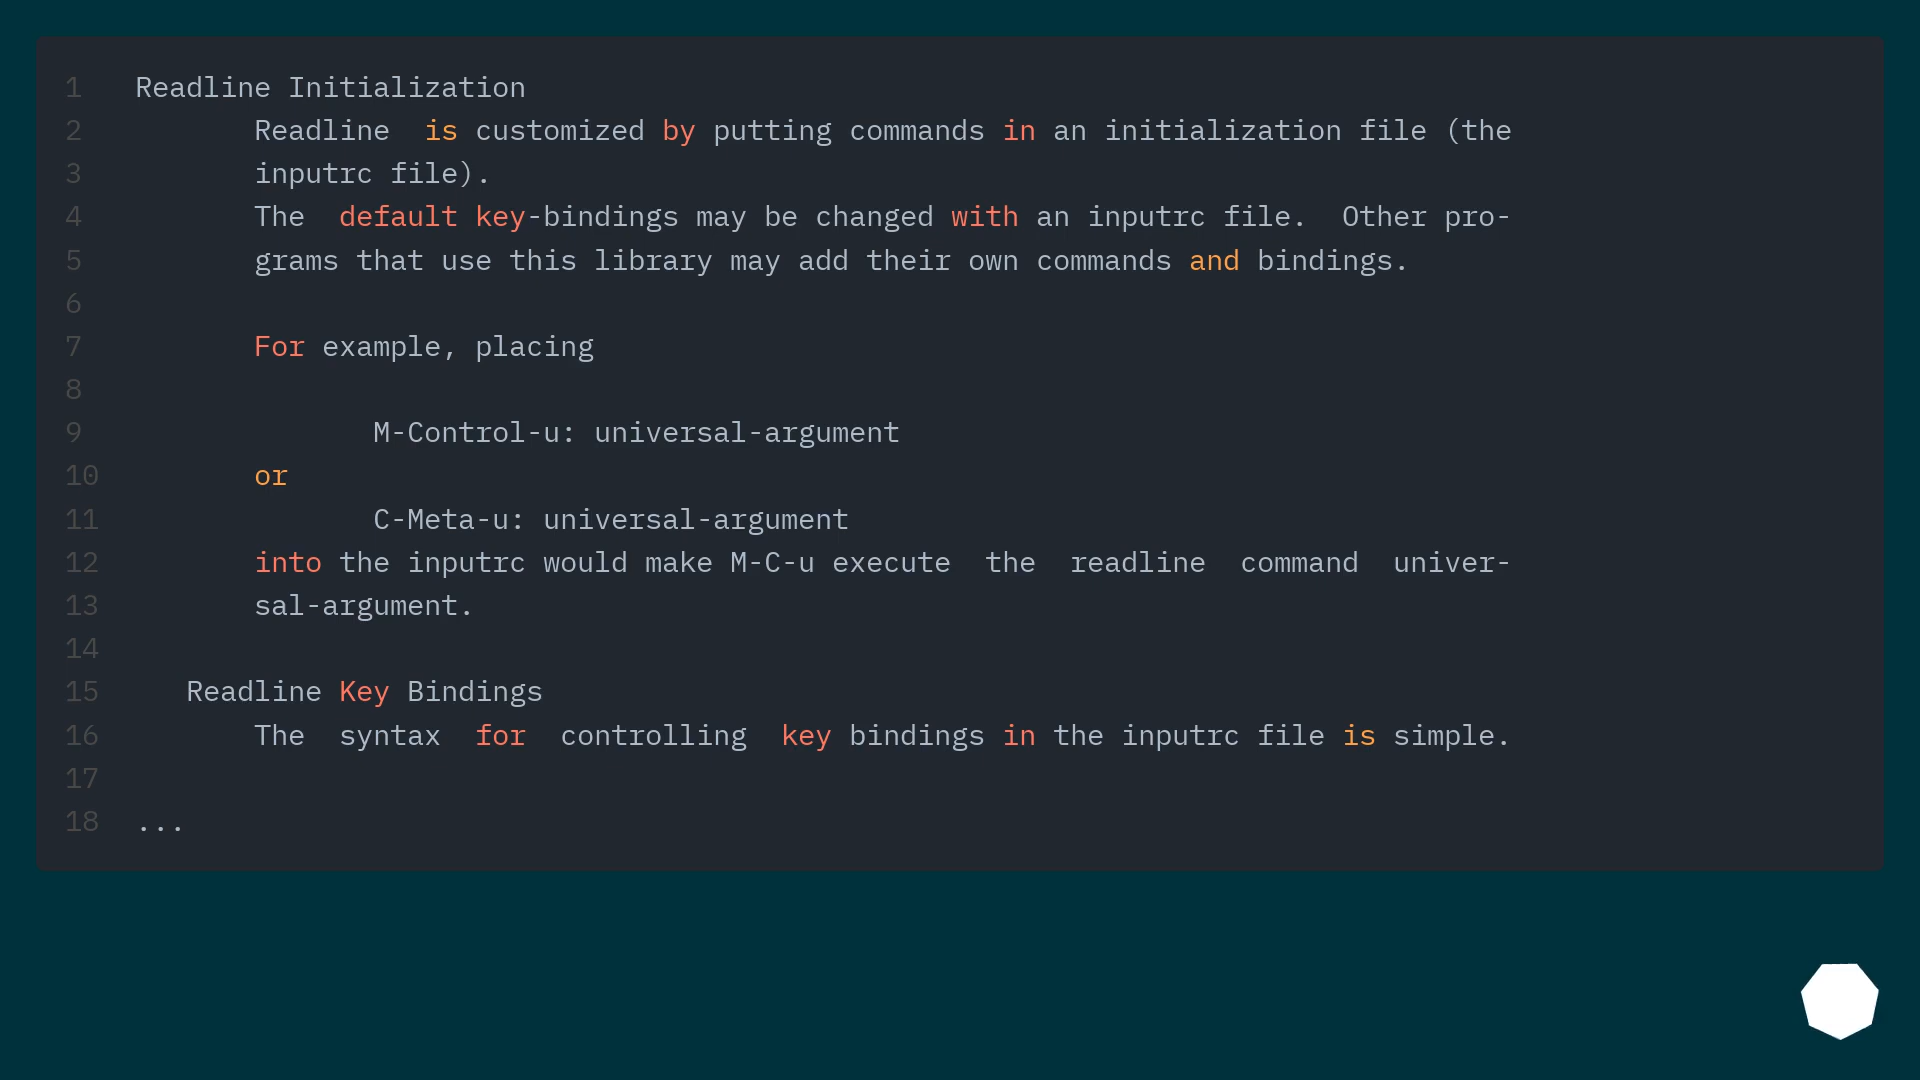 1 Readline Initialization
2 Readline is customized by putting commands in an initialization file (the
3 inputrc file).
4 The default key-bindings may be changed with an inputrc file. Other pro-
5 grams that use this library may add their own commands and bindings.
6
7 For example, placing
8
9 M-Control-u: universal-argument
10 or
11 C-Meta-u: universal-argument
12 into the inputrc would make M-C-u execute the readline command univer-
13 sal-argument.
14
15 Readline Key Bindings
16 The syntax for controlling key bindings in the inputrc file is simple.
17
18 ...